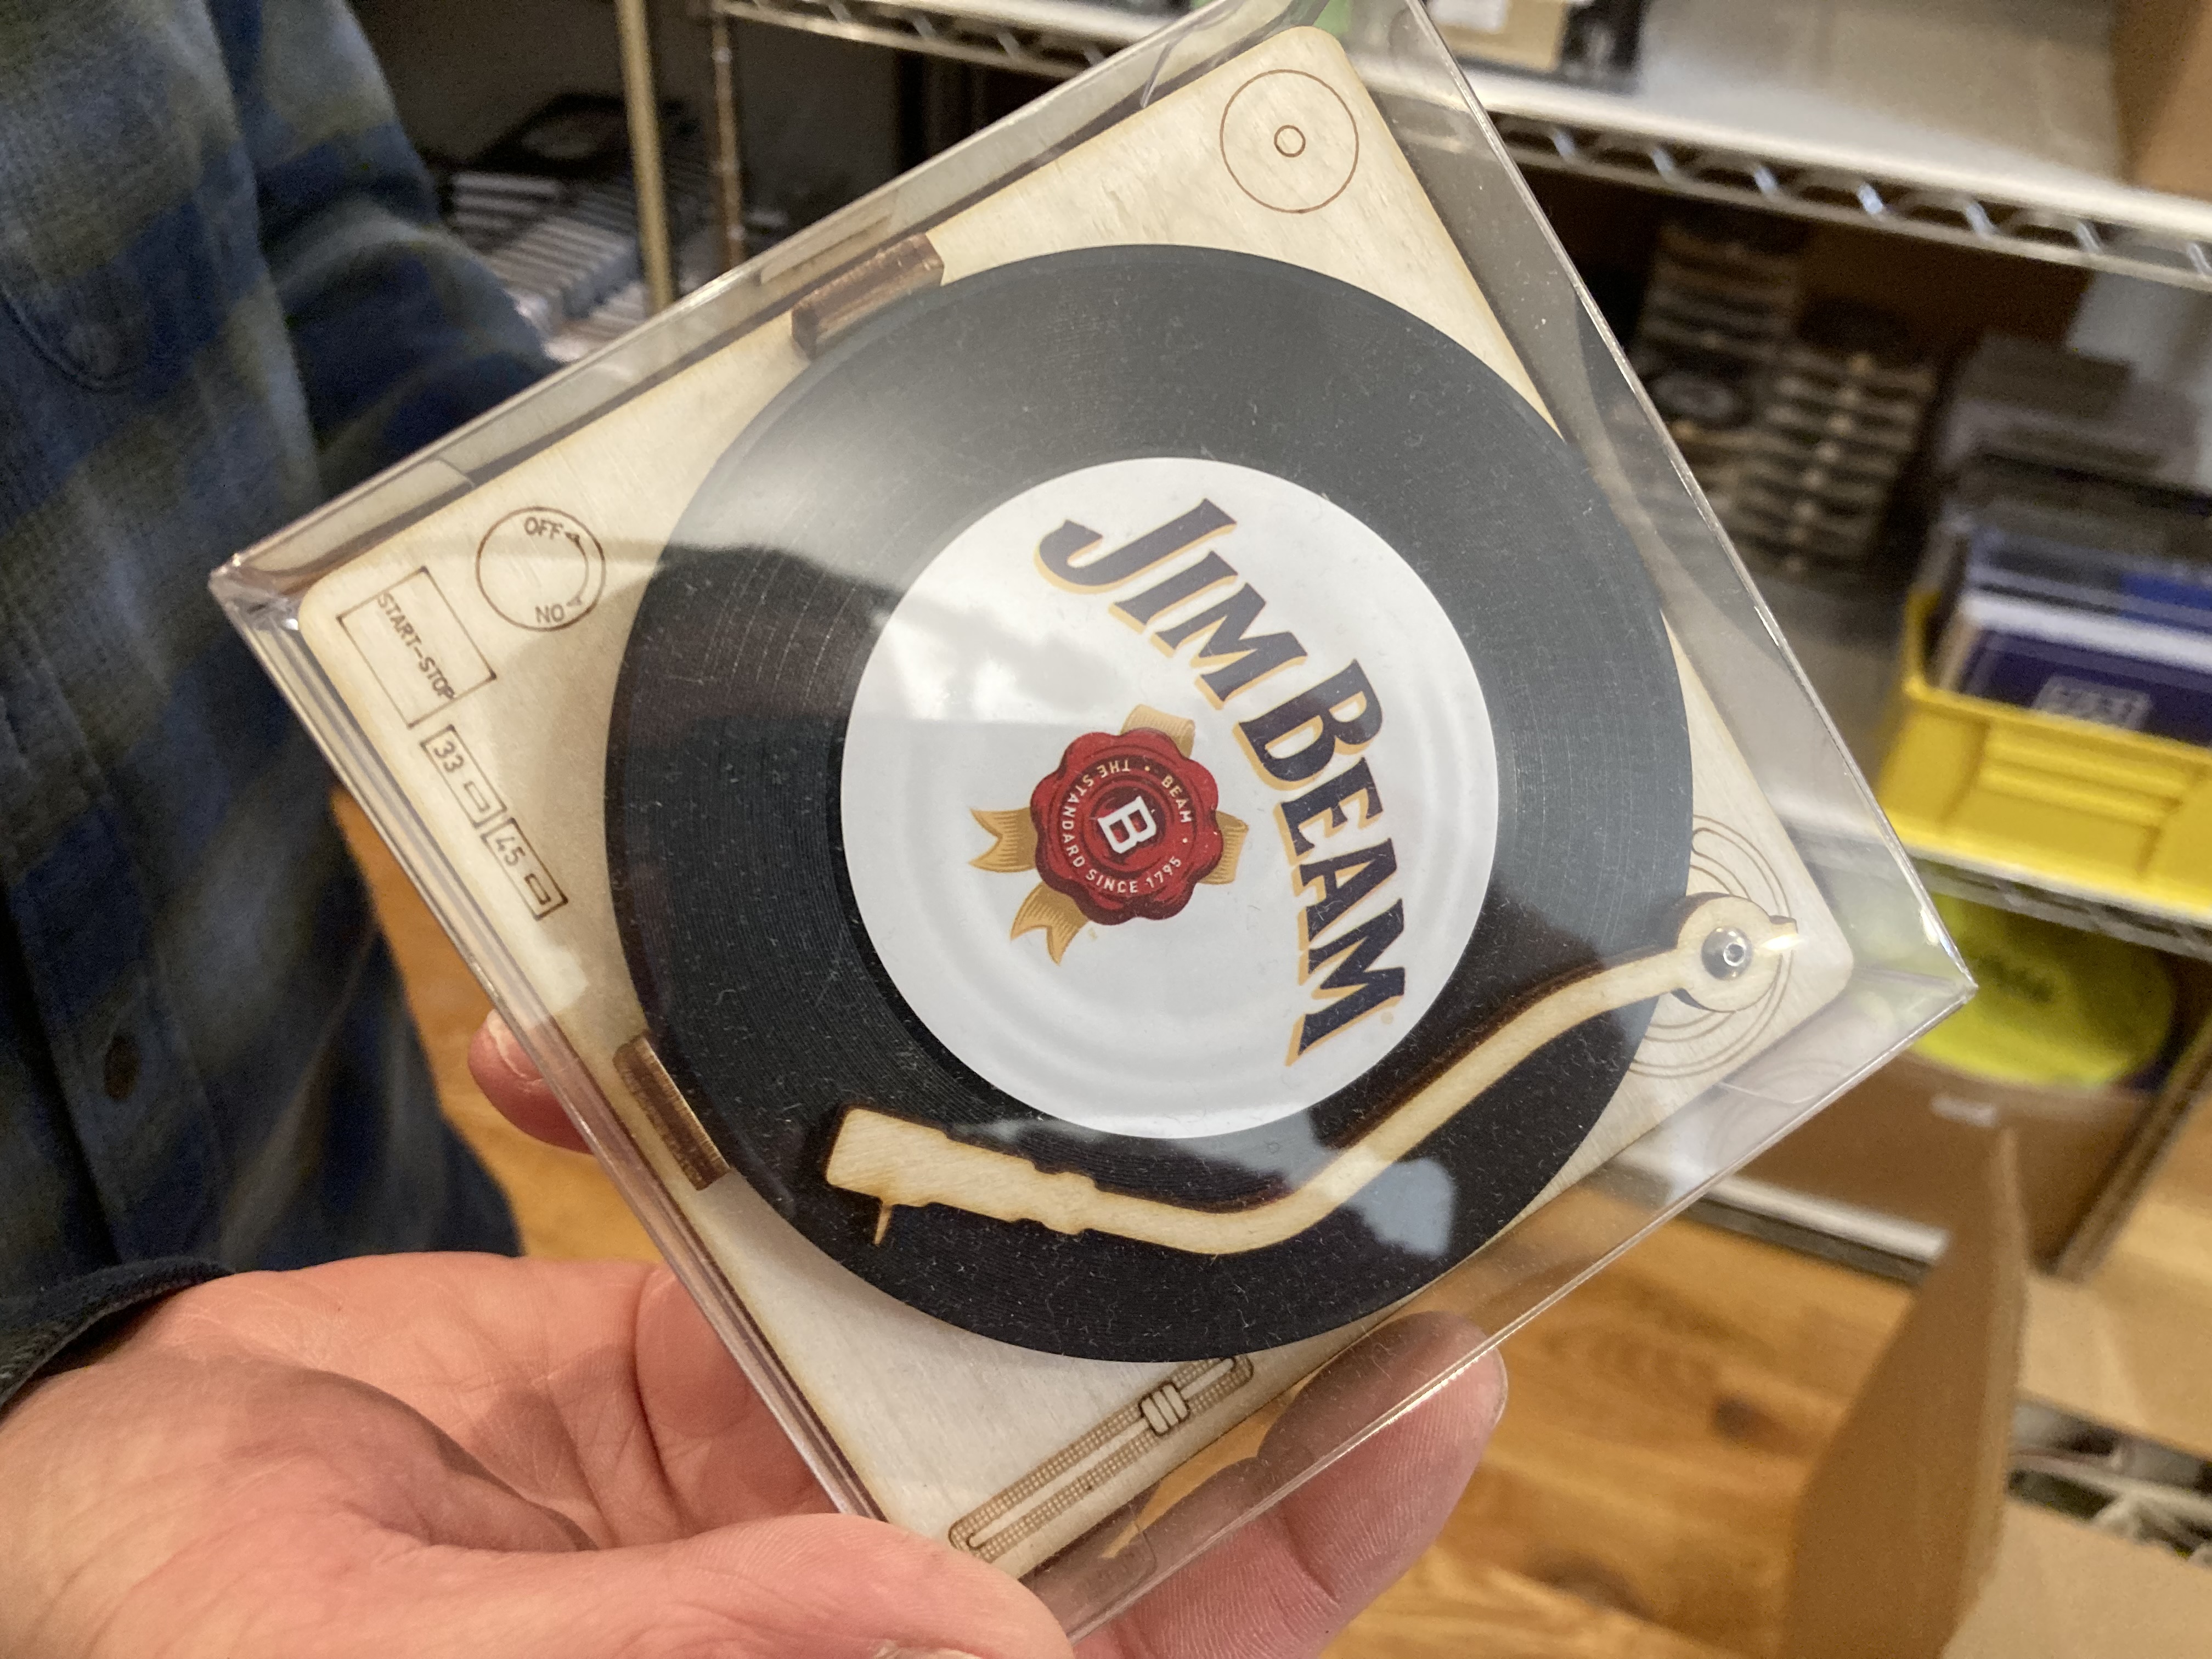 JIM BEAM
BEAM • THE STANDARD SINCE 1795 •
B
OFF
NO
START-STOP
33
45